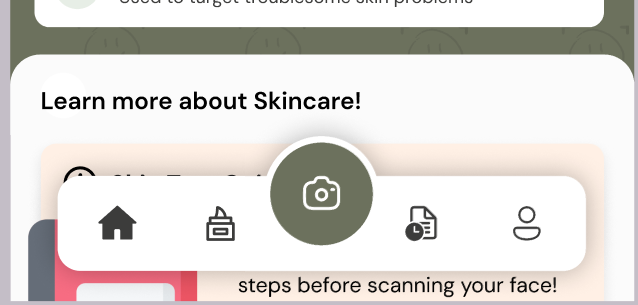 Used to target troublesome skin problems
Learn more about Skincare!
steps before scanning your face!